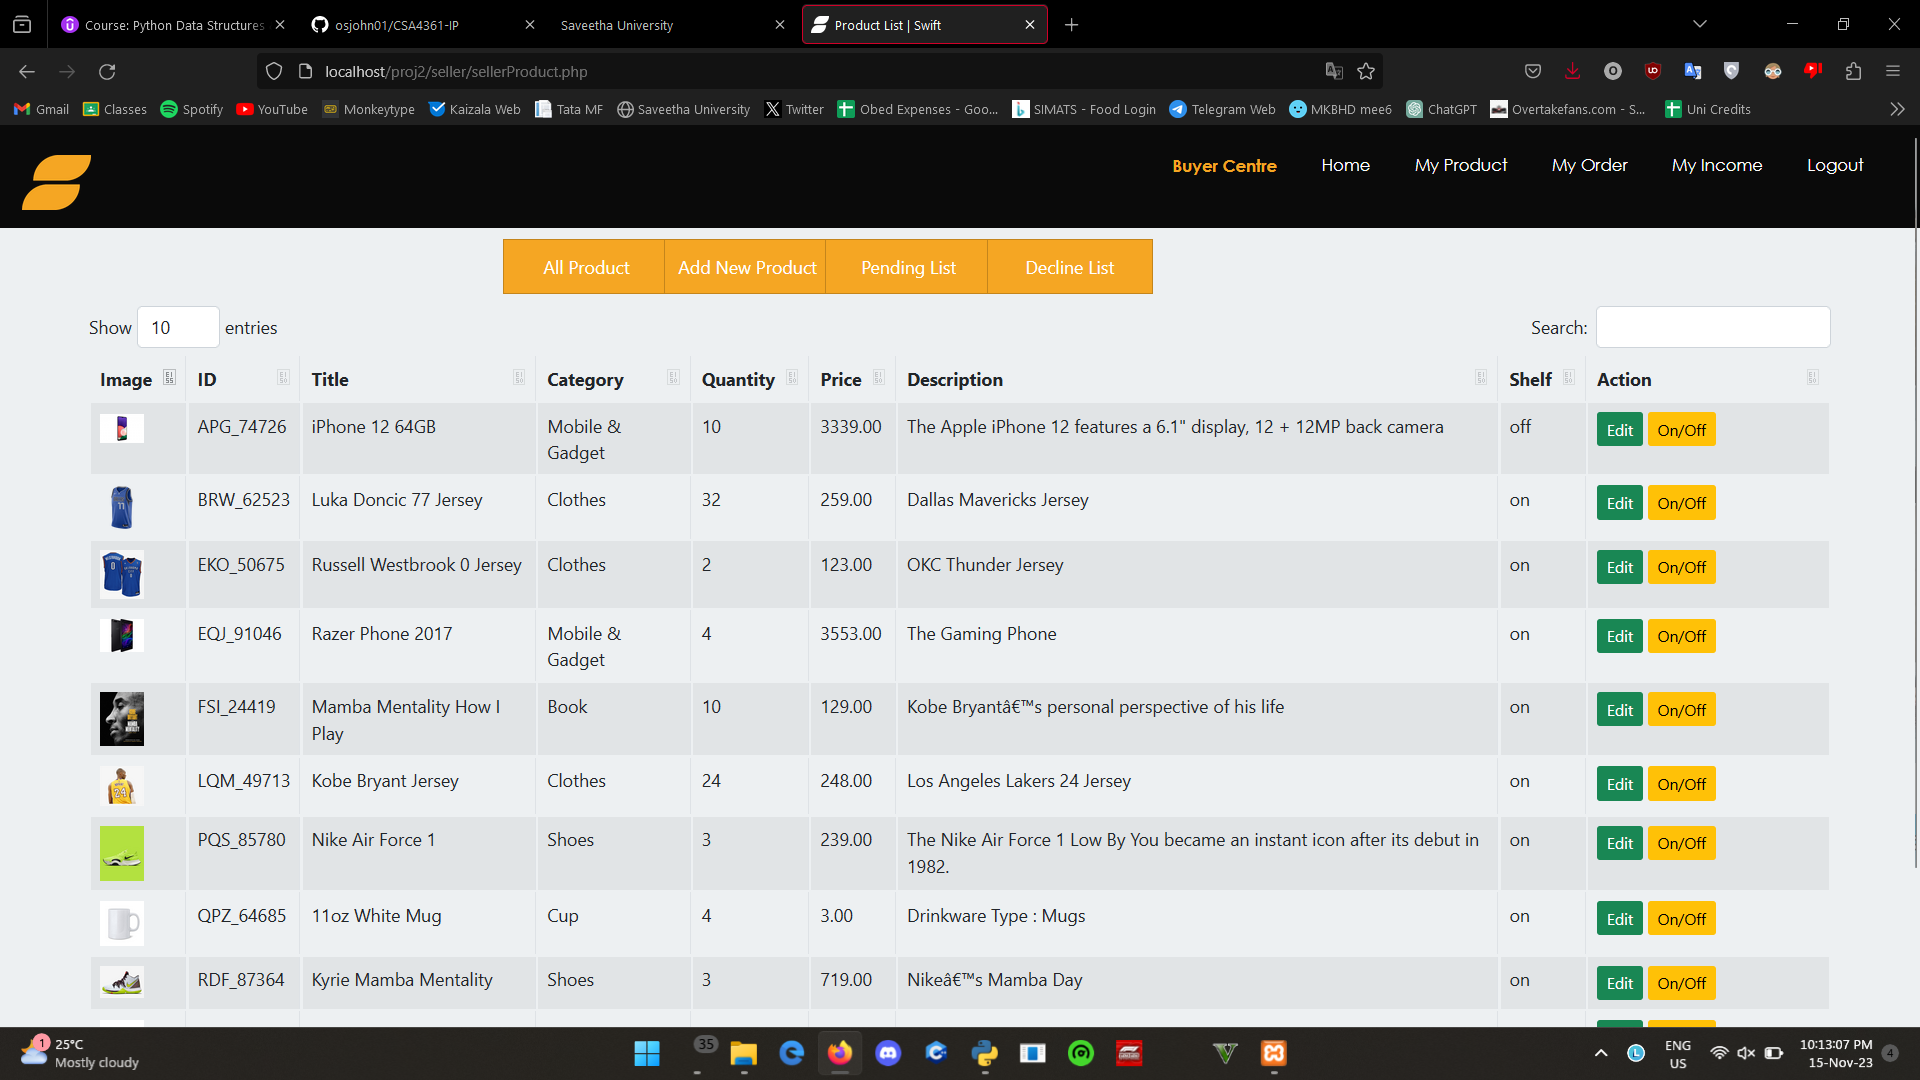 Course: Python Data Structures
osjohn01/CSA4361-IP
Saveetha University
Product List | Swift
localhost/proj2/seller/sellerProduct.php
Gmail
Classes
Spotify
YouTube
Monkeytype
Kaizala Web
Tata MF
Saveetha University
Twitter
Obed Expenses - Goo...
SIMATS - Food Login
Telegram Web
MKBHD mee6
ChatGPT
Overtakefans.com - S...
Uni Credits
Buyer Centre
Home
My Product
My Order
My Income
Logout
All Product
Add New Product
Pending List
Decline List
Show 10 entries
Search:
Image ID Title Category Quantity Price Description Shelf Action
APG_74726 iPhone 12 64GB Mobile & 10 3339.00 The Apple iPhone 12 features a 6.1" display, 12 + 12MP back camera off Edit On/Off
Gadget
BRW_62523 Luka Doncic 77 Jersey Clothes 32 259.00 Dallas Mavericks Jersey on Edit On/Off
EKO_50675 Russell Westbrook 0 Jersey Clothes 2 123.00 OKC Thunder Jersey on Edit On/Off
EQJ_91046 Razer Phone 2017 Mobile & 4 3553.00 The Gaming Phone on Edit On/Off
Gadget
FSI_24419 Mamba Mentality How I Book 10 129.00 Kobe Bryantâ€™s personal perspective of his life on Edit On/Off
Play
LQM_49713 Kobe Bryant Jersey Clothes 24 248.00 Los Angeles Lakers 24 Jersey on Edit On/Off
PQS_85780 Nike Air Force 1 Shoes 3 239.00 The Nike Air Force 1 Low By You became an instant icon after its debut in on Edit On/Off
1982.
QPZ_64685 11oz White Mug Cup 4 3.00 Drinkware Type : Mugs on Edit On/Off
RDF_87364 Kyrie Mamba Mentality Shoes 3 719.00 Nikeâ€™s Mamba Day on Edit On/Off
1
25°C
Mostly cloudy
35
ENG
US
10:13:07 PM
15-Nov-23
4